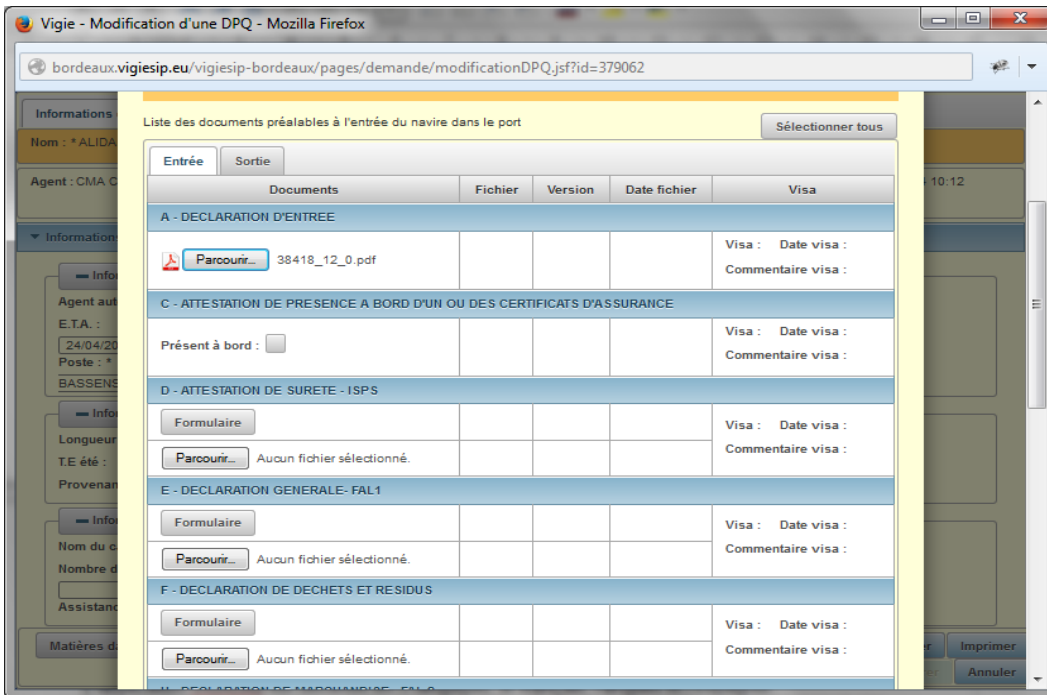 Vigie - Modification d'une DPQ - Mozilla Firefox
bordeaux.vigiesip.eu/vigiesip-bordeaux/pages/demande/modificationDPQ.jsf?id=379062
Informations
Liste des documents préalables à l'entrée du navire dans le port
Sélectionner tous
Nom : * ALIDA
Entrée Sortie
Agent : CMA C
10:12
Documents Fichier Version Date fichier Visa
A - DECLARATION D'ENTREE
Informations
Parcourir... 38418_12_0.pdf
Visa : Date visa :
Commentaire visa :
Agent aut
C - ATTESTATION DE PRESENCE A BORD D'UN OU DES CERTIFICATS D'ASSURANCE
E.T.A. :
24/04/20
Présent à bord :
Visa : Date visa :
Commentaire visa :
Poste : *
BASSENS
D - ATTESTATION DE SURETE - ISPS
Formulaire
Visa : Date visa :
Commentaire visa :
Longueur
T.E été :
Parcourir... Aucun fichier sélectionné.
Provenan
E - DECLARATION GENERALE- FAL1
Formulaire
Visa : Date visa :
Commentaire visa :
Nom du c
Parcourir... Aucun fichier sélectionné.
Nombre d
F - DECLARATION DE DECHETS ET RESIDUS
Assistanc
Formulaire
Visa : Date visa :
Commentaire visa :
Matières d
Parcourir... Aucun fichier sélectionné.
Imprimer
Annuler